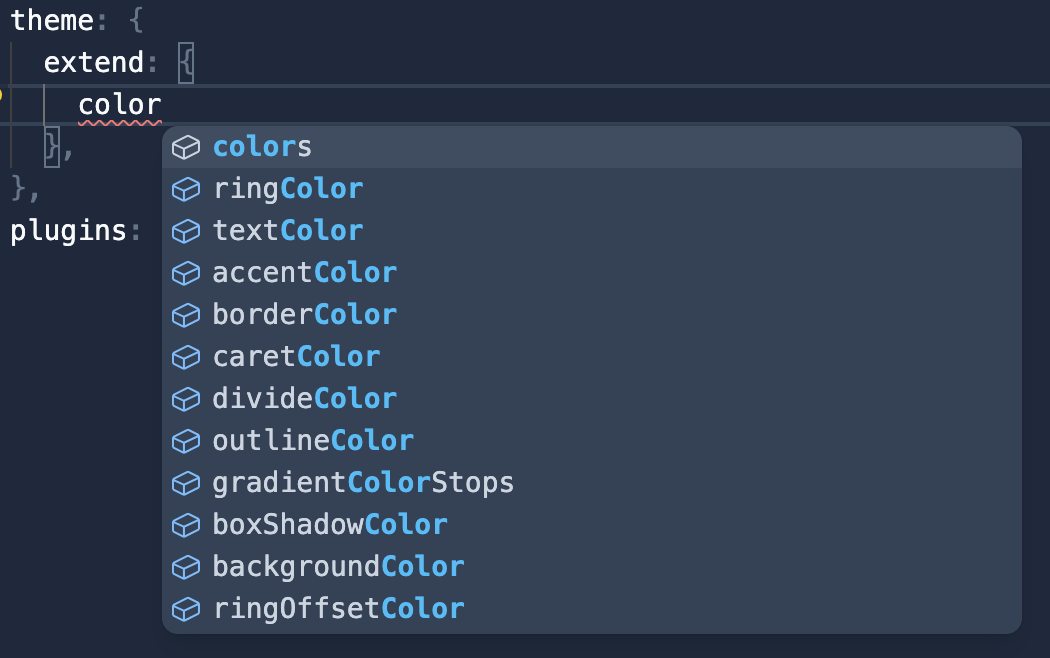 theme: {
extend: {
color
},
},
plugins:
colors
ringColor
textColor
accentColor
borderColor
caretColor
divideColor
outlineColor
gradientColorStops
boxShadowColor
backgroundColor
ringOffsetColor